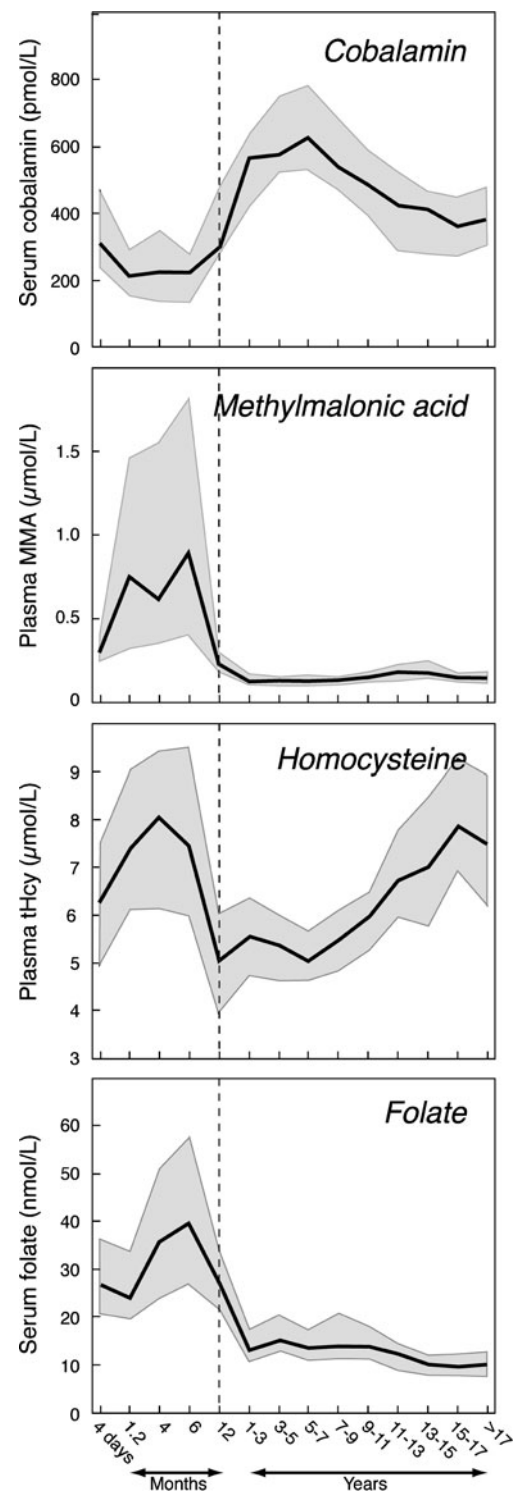 Cobalamin
Serum cobalamin (pmol/L)
800
600
400
200
0
Methylmalonic acid
Plasma MMA (µmol/L)
1.5
1.0
0.5
0
Homocysteine
Plasma tHcy (µmol/L)
9
8
7
6
5
4
3
Folate
Serum folate (nmol/L)
60
50
40
30
20
10
0
4 days 1.2 4 6 12 1-3 3-5 5-7 7-9 9-11 11-13 13-15 15-17 >17
Months Years